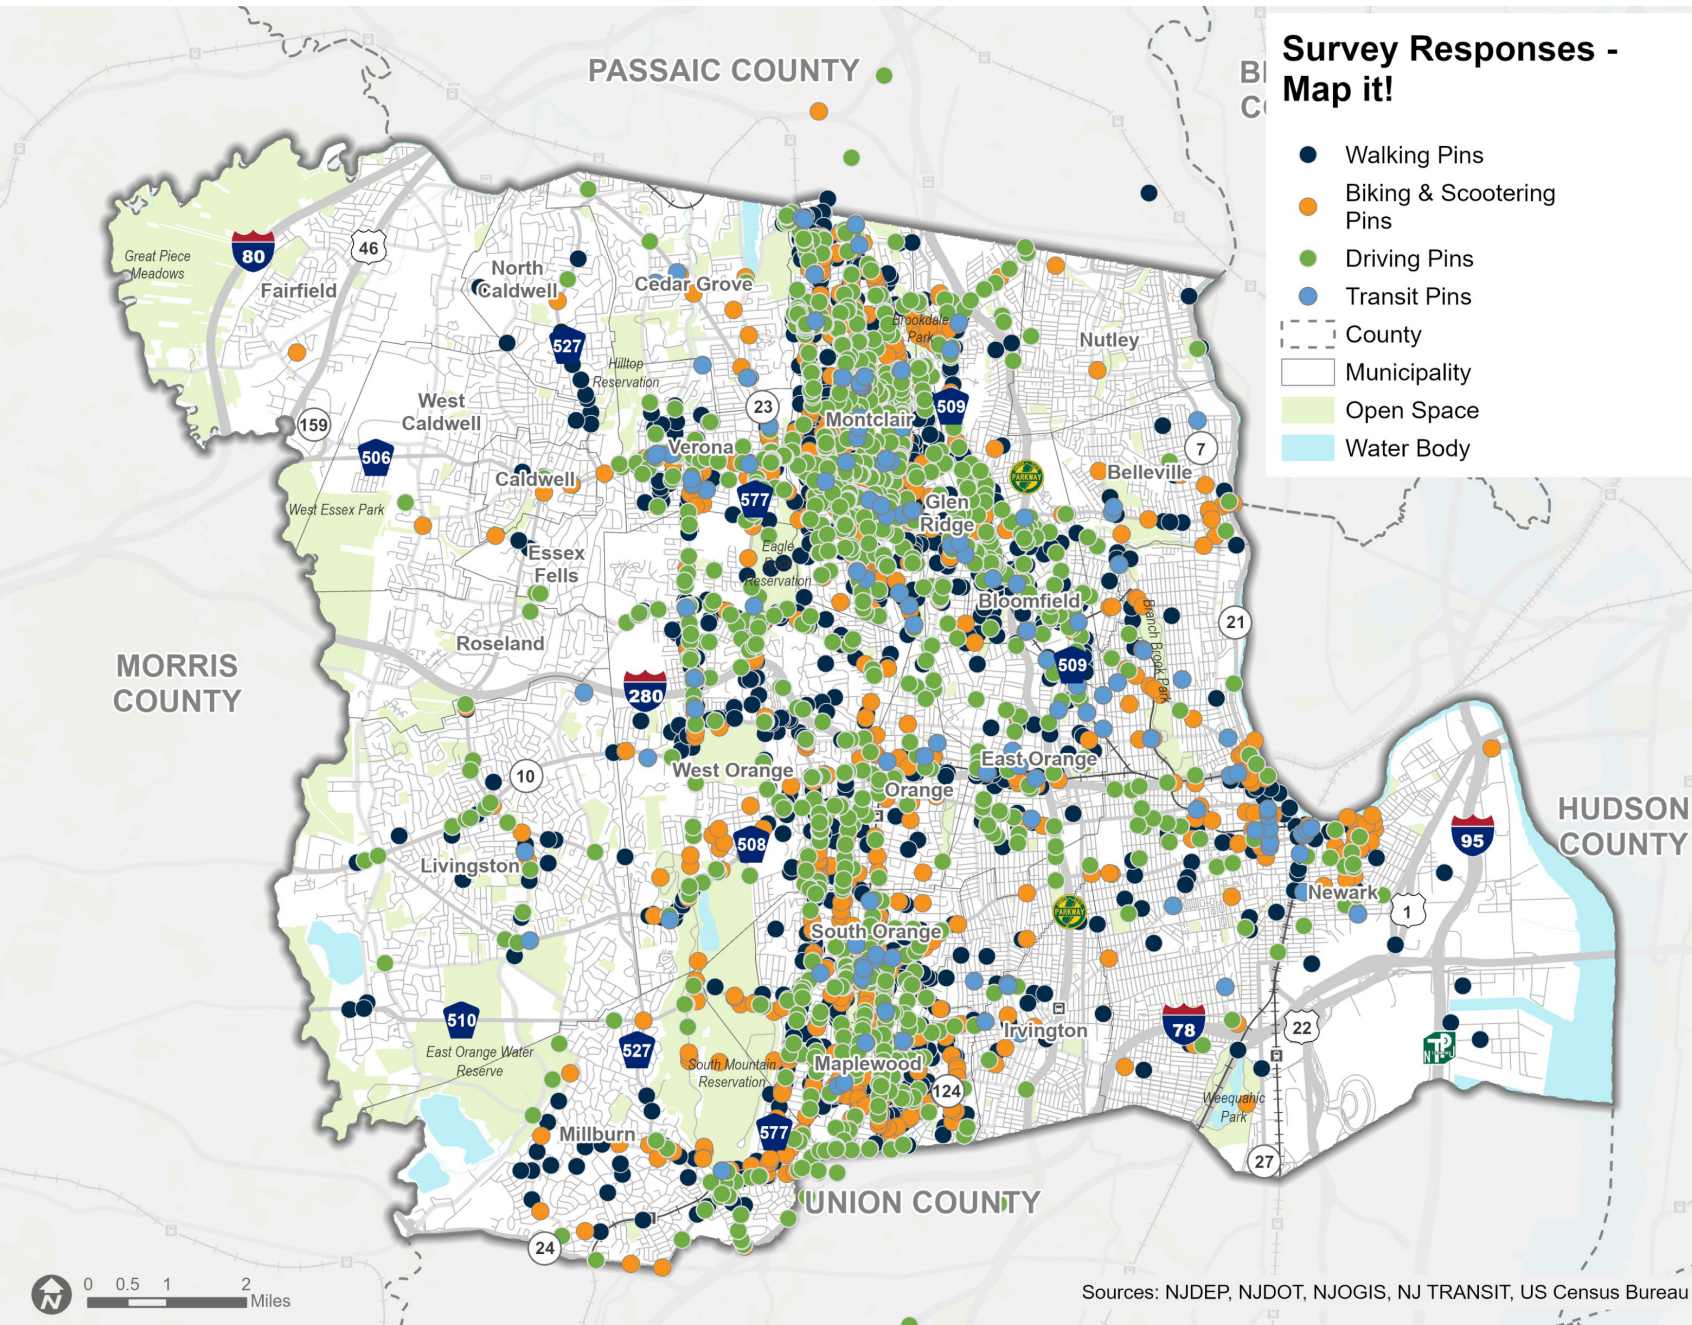 Survey Responses -
Map it!
Walking Pins
Biking & Scootering
Pins
Driving Pins
Transit Pins
County
Municipality
Open Space
Water Body
PASSAIC COUNTY
80
46
Great Piece
Meadows
Fairfield
North
Caldwell
Cedar Grove
527
Hilltop
Reservation
Brookdale
Park
Nutley
West
Caldwell
159
23
509
Montclair
506
Verona
7
Caldwell
Belleville
PARKWAY
West Essex Park
577
Glen
Ridge
Essex
Fells
Eagle
Reservation
Bloomfield
Branch Brook Park
21
Roseland
MORRIS
COUNTY
280
509
10
West Orange
East Orange
Orange
HUDSON
COUNTY
508
95
Livingston
Newark
PARKWAY
1
South Orange
510
527
East Orange Water
Reserve
South Mountain
Reservation
Irvington
78
22
Maplewood
124
Weequahic
Park
Millburn
577
27
UNION COUNTY
24
N
0 0.5 1 2
Miles
Sources: NJDEP, NJDOT, NJOGIS, NJ TRANSIT, US Census Bureau